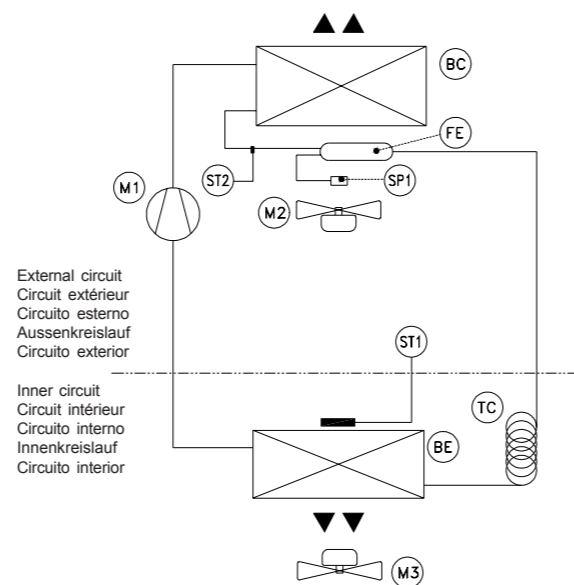 BC
FE
M1
ST2
SP1
M2
External circuit
Circuit extérieur
Circuito esterno
Aussenkreislauf
Circuito exterior
ST1
Inner circuit
Circuit intérieur
Circuito interno
Innenkreislauf
Circuito interior
TC
BE
M3